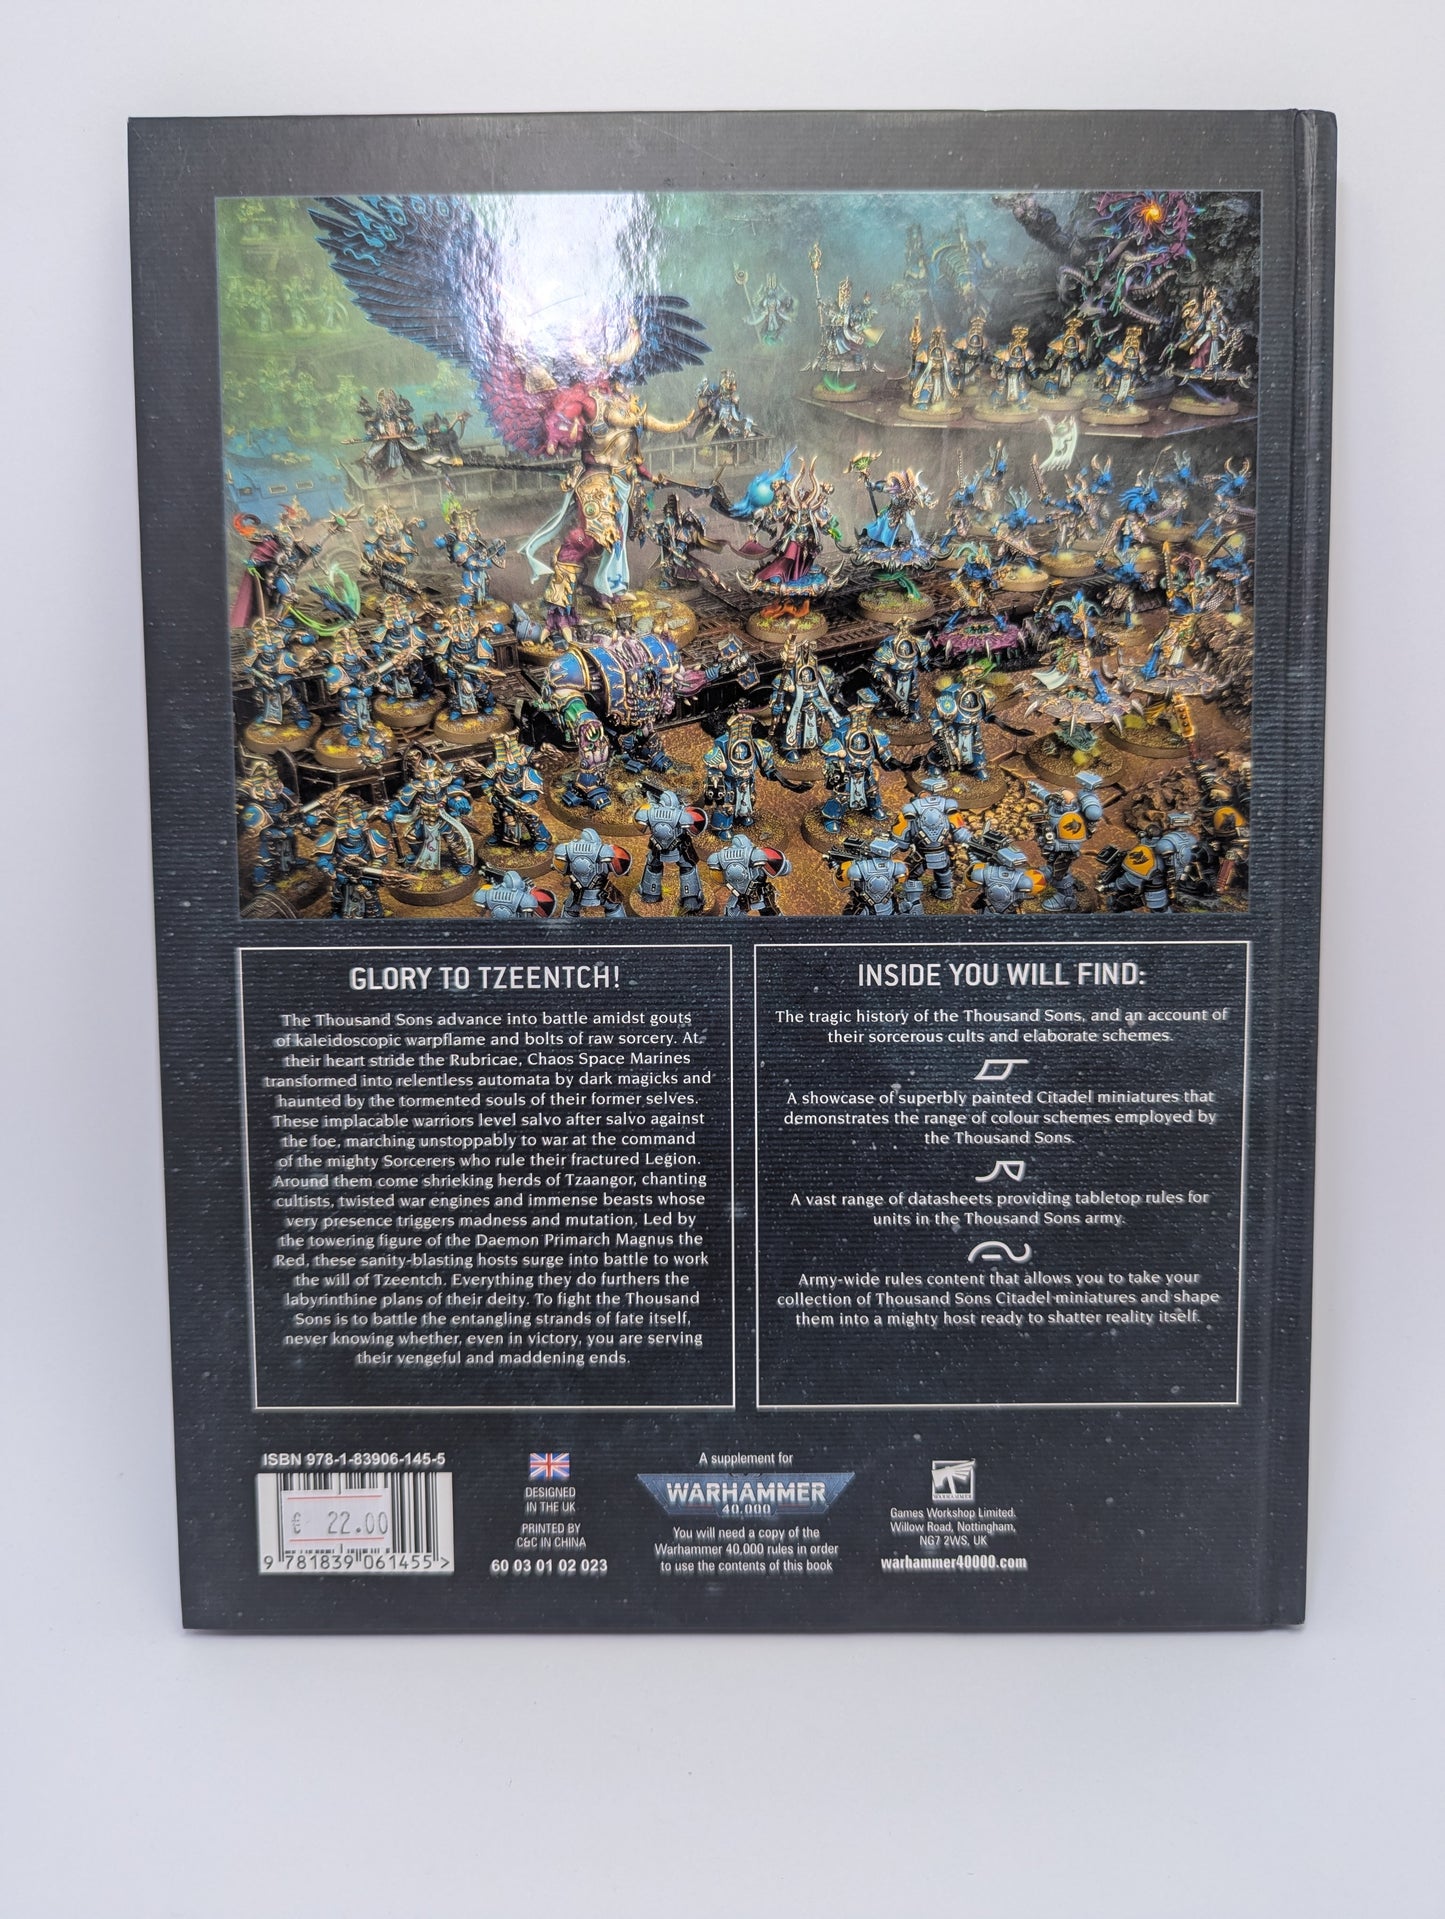 GLORY TO TZEENTCH!
The Thousand Sons advance into battle amidst gouts
of kaleidoscopic warpflame and bolts of raw sorcery. At
their heart stride the Rubricae, Chaos Space Marines
transformed into relentless automata by dark magicks and
haunted by the tormented souls of their former selves.
These implacable warriors level salvo after salvo against
the foe, marching unstoppably to war at the command
of the mighty Sorcerers who rule their fractured Legion.
Around them come shrieking herds of Tzaangor, chanting
cultists, twisted war engines and immense beasts whose
very presence triggers madness and mutation. Led by
the towering figure of the Daemon Primarch Magnus the
Red, these sanity-blasting hosts surge into battle to work
the will of Tzeentch. Everything they do furthers the
labyrinthine plans of their deity. To fight the Thousand
Sons is to battle the entangling strands of fate itself,
never knowing whether, even in victory, you are serving
their vengeful and maddening ends.
INSIDE YOU WILL FIND:
The tragic history of the Thousand Sons, and an account of
their sorcerous cults and elaborate schemes.
A showcase of superbly painted Citadel miniatures that
demonstrates the range of colour schemes employed by
the Thousand Sons.
A vast range of datasheets providing tabletop rules for
units in the Thousand Sons army.
Army-wide rules content that allows you to take your
collection of Thousand Sons Citadel miniatures and shape
them into a mighty host ready to shatter reality itself.
ISBN 978-1-83906-145-5
€ 22.00
9 781839 061455 >
DESIGNED
IN THE UK
PRINTED BY
C&C IN CHINA
60 03 01 02 023
A supplement for
WARHAMMER
40,000
You will need a copy of the
Warhammer 40,000 rules in order
to use the contents of this book
WARHAMMER
Games Workshop Limited.
Willow Road, Nottingham,
NG7 2WS, UK
warhammer40000.com